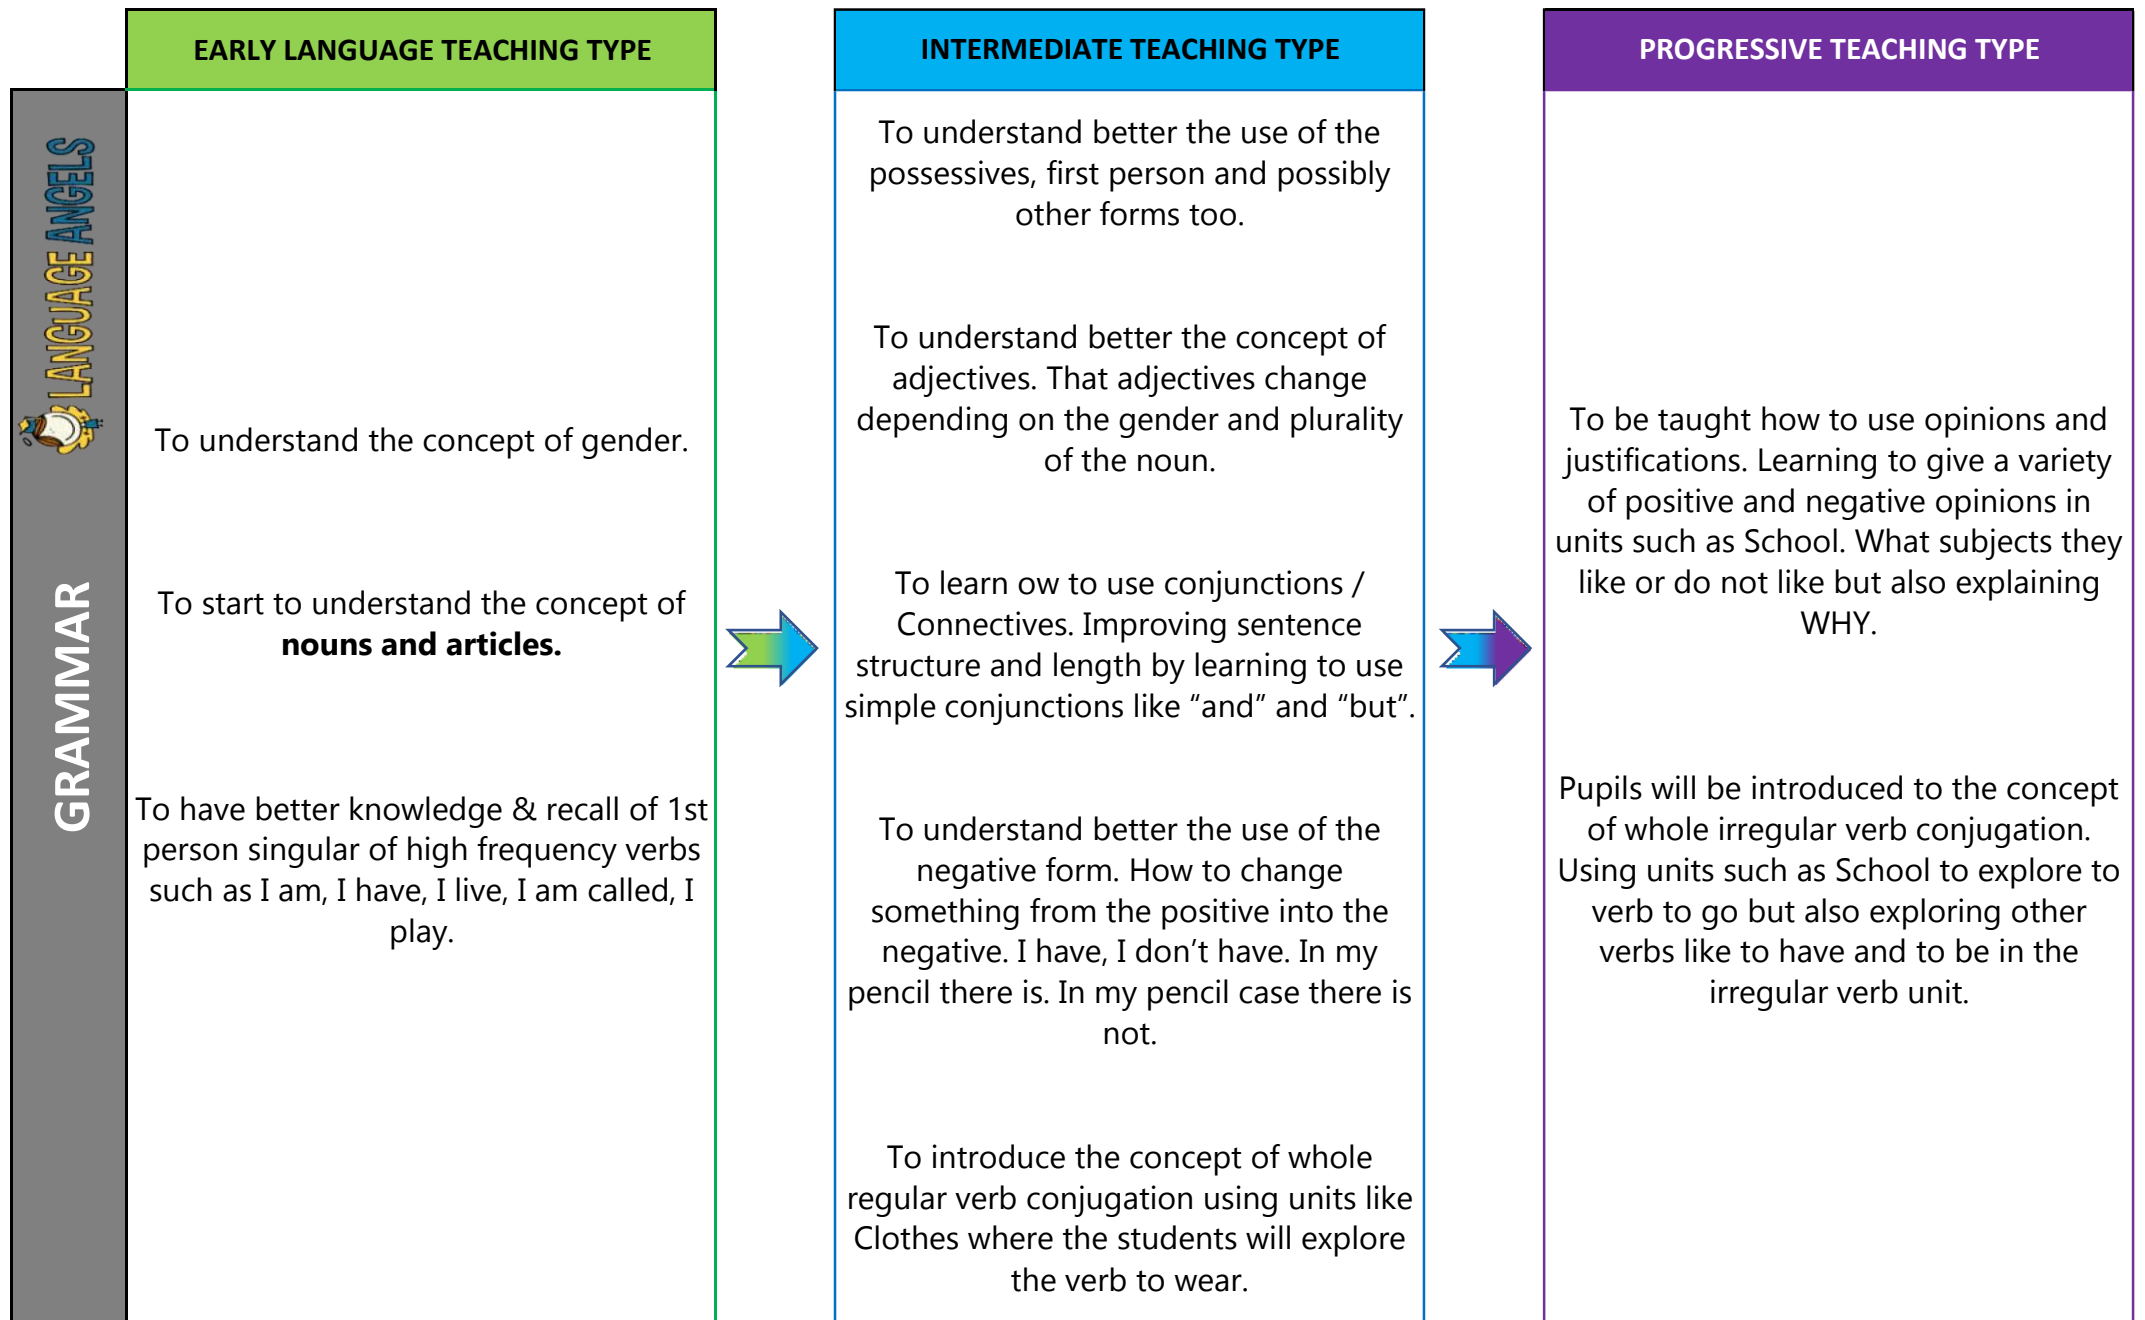 EARLY LANGUAGE TEACHING TYPE
INTERMEDIATE TEACHING TYPE
PROGRESSIVE TEACHING TYPE
LANGUAGE ANGELS
GRAMMAR
To understand the concept of gender.
To start to understand the concept of
nouns and articles.
To have better knowledge & recall of 1st
person singular of high frequency verbs
such as I am, I have, I live, I am called, I
play.
To understand better the use of the
possessives, first person and possibly
other forms too.
To understand better the concept of
adjectives. That adjectives change
depending on the gender and plurality
of the noun.
To learn ow to use conjunctions /
Connectives. Improving sentence
structure and length by learning to use
simple conjunctions like “and” and “but”.
To understand better the use of the
negative form. How to change
something from the positive into the
negative. I have, I don’t have. In my
pencil there is. In my pencil case there is
not.
To introduce the concept of whole
regular verb conjugation using units like
Clothes where the students will explore
the verb to wear.
To be taught how to use opinions and
justifications. Learning to give a variety
of positive and negative opinions in
units such as School. What subjects they
like or do not like but also explaining
WHY.
Pupils will be introduced to the concept
of whole irregular verb conjugation.
Using units such as School to explore to
verb to go but also exploring other
verbs like to have and to be in the
irregular verb unit.